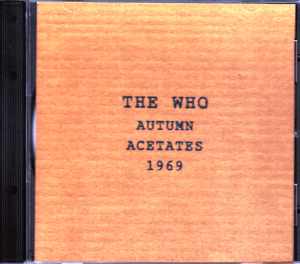 THE WHO
AUTUMN
ACETATES
1969